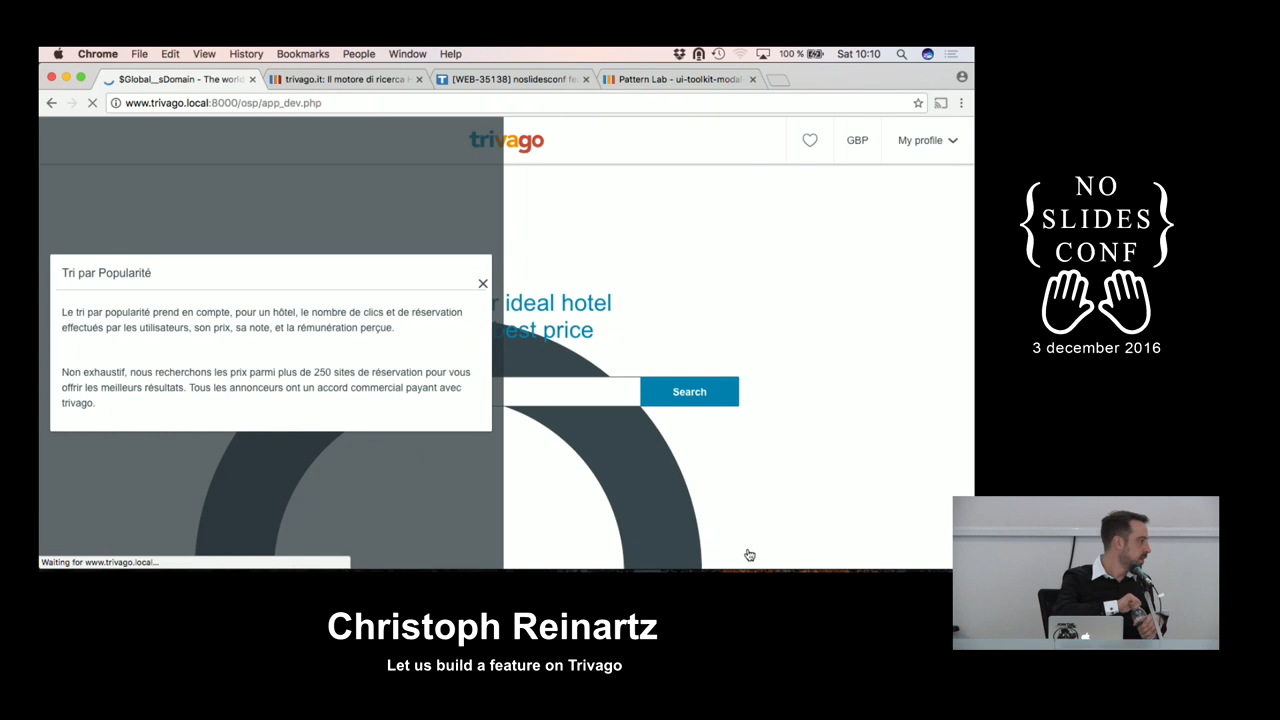 Chrome File Edit View History Bookmarks People Window Help 100 % Sat 10:10
$Global__sDomain - The world
trivago.it: Il motore di ricerca H
[WEB-35138] noslidesconf fe
Pattern Lab - ui-toolkit-modal-
www.trivago.local:8000/osp/app_dev.php
trivago
GBP
My profile
Tri par Popularité
Le tri par popularité prend en compte, pour un hôtel, le nombre de clics et de réservation
effectués par les utilisateurs, son prix, sa note, et la rémunération perçue.
Non exhaustif, nous recherchons les prix parmi plus de 250 sites de réservation pour vous
offrir les meilleurs résultats. Tous les annonceurs ont un accord commercial payant avec
trivago.
r ideal hotel
best price
Search
Waiting for www.trivago.local...
NO
SLIDES
CONF
3 december 2016
Christoph Reinartz
Let us build a feature on Trivago